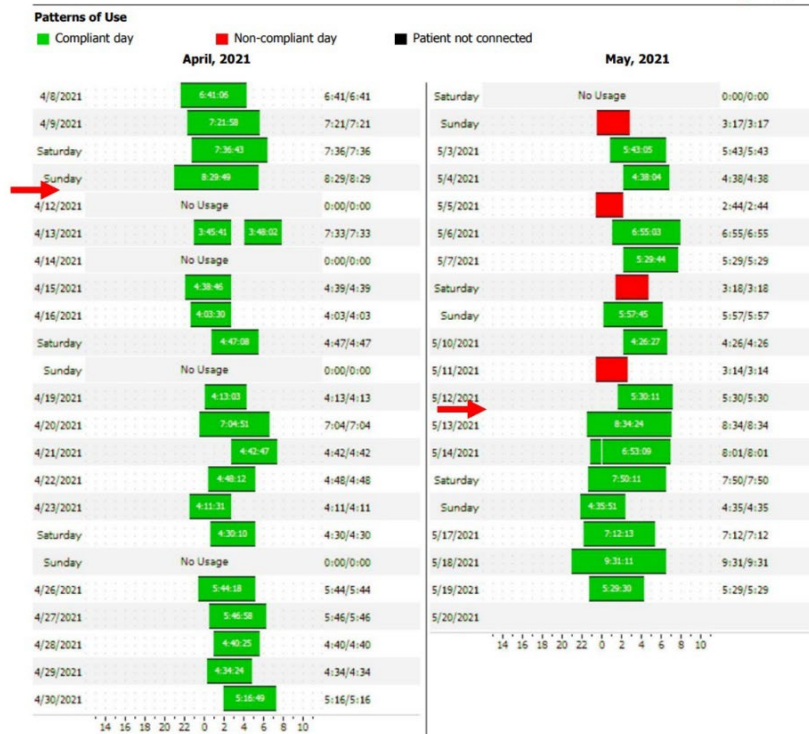 Patterns of Use
Compliant day Non-compliant day Patient not connected
April, 2021
4/8/2021 6:41:06 6:41/6:41
4/9/2021 7:21:58 7:21/7:21
Saturday 7:36:43 7:36/7:36
Sunday 8:29:49 8:29/8:29
4/12/2021 No Usage 0:00/0:00
4/13/2021 3:45:41 3:48:02 7:33/7:33
4/14/2021 No Usage 0:00/0:00
4/15/2021 4:38:46 4:39/4:39
4/16/2021 4:03:30 4:03/4:03
Saturday 4:47:08 4:47/4:47
Sunday No Usage 0:00/0:00
4/19/2021 4:13:03 4:13/4:13
4/20/2021 7:04:51 7:04/7:04
4/21/2021 4:42:47 4:42/4:42
4/22/2021 4:48:12 4:48/4:48
4/23/2021 4:11:31 4:11/4:11
Saturday 4:30:10 4:30/4:30
Sunday No Usage 0:00/0:00
4/26/2021 5:44:18 5:44/5:44
4/27/2021 5:46:58 5:46/5:46
4/28/2021 4:40:25 4:40/4:40
4/29/2021 4:34:24 4:34/4:34
4/30/2021 5:16:49 5:16/5:16
14 16 18 20 22 0 2 4 6 8 10
May, 2021
Saturday No Usage 0:00/0:00
Sunday 3:17/3:17
5/3/2021 5:43:05 5:43/5:43
5/4/2021 4:38:04 4:38/4:38
5/5/2021 2:44/2:44
5/6/2021 6:55:03 6:55/6:55
5/7/2021 5:29:44 5:29/5:29
Saturday 3:18/3:18
Sunday 5:57:45 5:57/5:57
5/10/2021 4:26:27 4:26/4:26
5/11/2021 3:14/3:14
5/12/2021 5:30:11 5:30/5:30
5/13/2021 8:34:24 8:34/8:34
5/14/2021 6:53:09 8:01/8:01
Saturday 7:50:11 7:50/7:50
Sunday 4:35:51 4:35/4:35
5/17/2021 7:12:13 7:12/7:12
5/18/2021 9:31:11 9:31/9:31
5/19/2021 5:29:30 5:29/5:29
5/20/2021
14 16 18 20 22 0 2 4 6 8 10